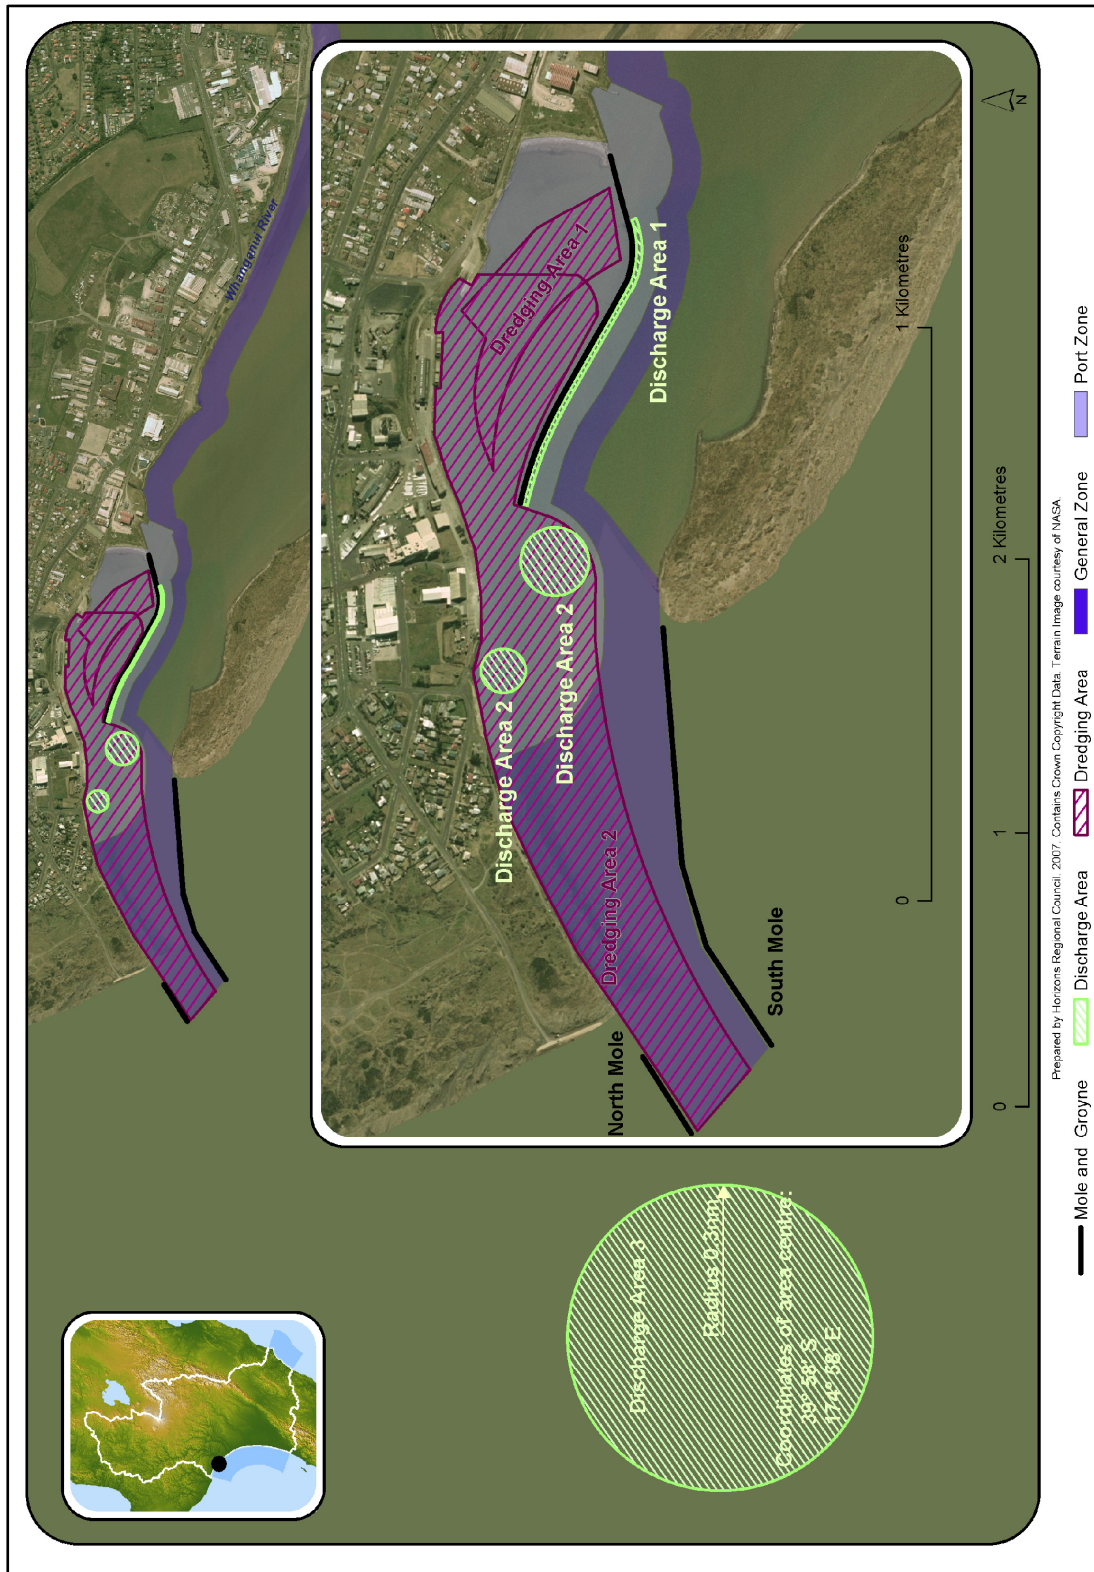 Whanganui River
Dredging Area 1
Discharge Area 1
Discharge Area 2
Discharge Area 2
Dredging Area 2
North Mole
South Mole
0
1 Kilometres
0
1
2 Kilometres
N
Discharge Area 3
Radius 0.3nm
Coordinates of area centre:
39° 58' S
174° 58' E
Prepared by Horizons Regional Council, 2007. Contains Crown Copyright Data. Terrain Image courtesy of NASA.
Mole and Groyne
Discharge Area
Dredging Area
General Zone
Port Zone